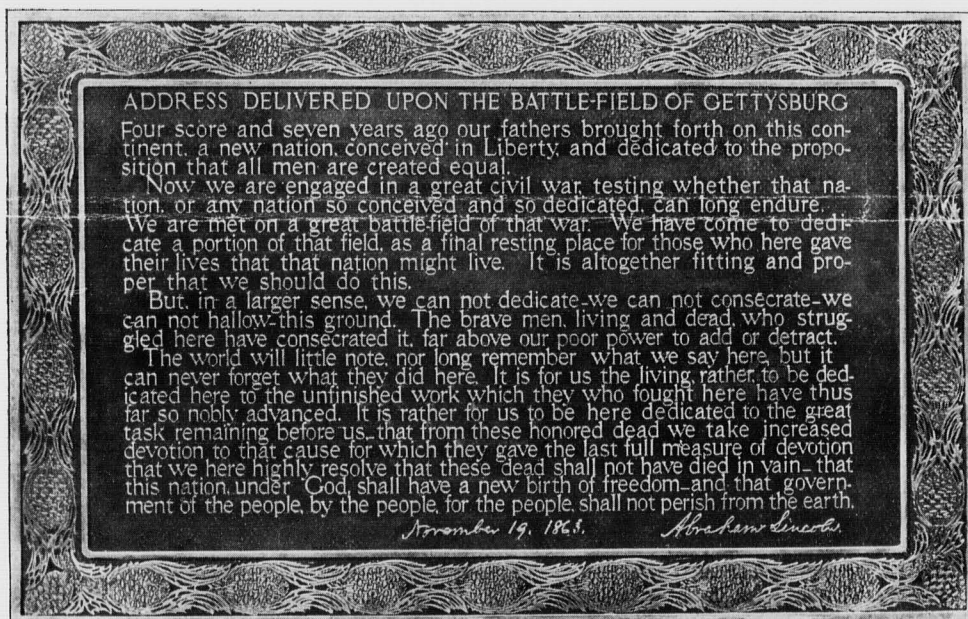 ADDRESS DELIVERED UPON THE BATTLE-FIELD OF GETTYSBURG
Four score and seven years ago our fathers brought forth on this con-
tinent, a new nation, conceived in Liberty, and dedicated to the propo-
sition that all men are created equal.
Now we are engaged in a great civil war, testing whether that na-
tion, or any nation so conceived and so dedicated, can long endure.
We are met on a great battle-field of that war. We have come to dedi-
cate a portion of that field, as a final resting place for those who here gave
their lives that that nation might live. It is altogether fitting and pro-
per that we should do this.
But, in a larger sense, we can not dedicate-we can not consecrate-we
can not hallow-this ground. The brave men, living and dead, who strug-
gled here have consecrated it, far above our poor power to add or detract.
The world will little note, nor long remember what we say here, but it
can never forget what they did here. It is for us the living, rather, to be ded-
icated here to the unfinished work which they who fought here have thus
far so nobly advanced. It is rather for us to be here dedicated to the great
task remaining before us-that from these honored dead we take increased
devotion to that cause for which they gave the last full measure of devotion
that we here highly resolve that these dead shall not have died in vain-that
this nation, under God, shall have a new birth of freedom-and that govern-
ment of the people, by the people, for the people, shall not perish from the earth.
November 19, 1863. Abraham Lincoln.